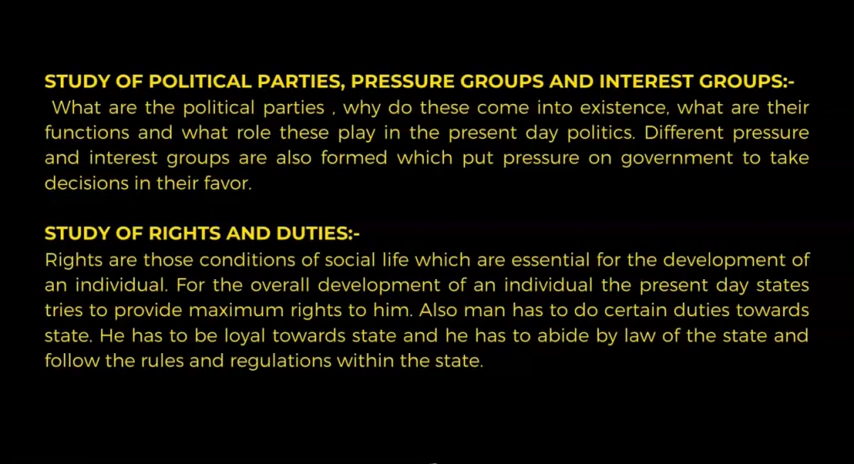 STUDY OF POLITICAL PARTIES, PRESSURE GROUPS AND INTEREST GROUPS:-
What are the political parties , why do these come into existence, what are their
functions and what role these play in the present day politics. Different pressure
and interest groups are also formed which put pressure on government to take
decisions in their favor.
STUDY OF RIGHTS AND DUTIES:-
Rights are those conditions of social life which are essential for the development of
an individual. For the overall development of an individual the present day states
tries to provide maximum rights to him. Also man has to do certain duties towards
state. He has to be loyal towards state and he has to abide by law of the state and
follow the rules and regulations within the state.